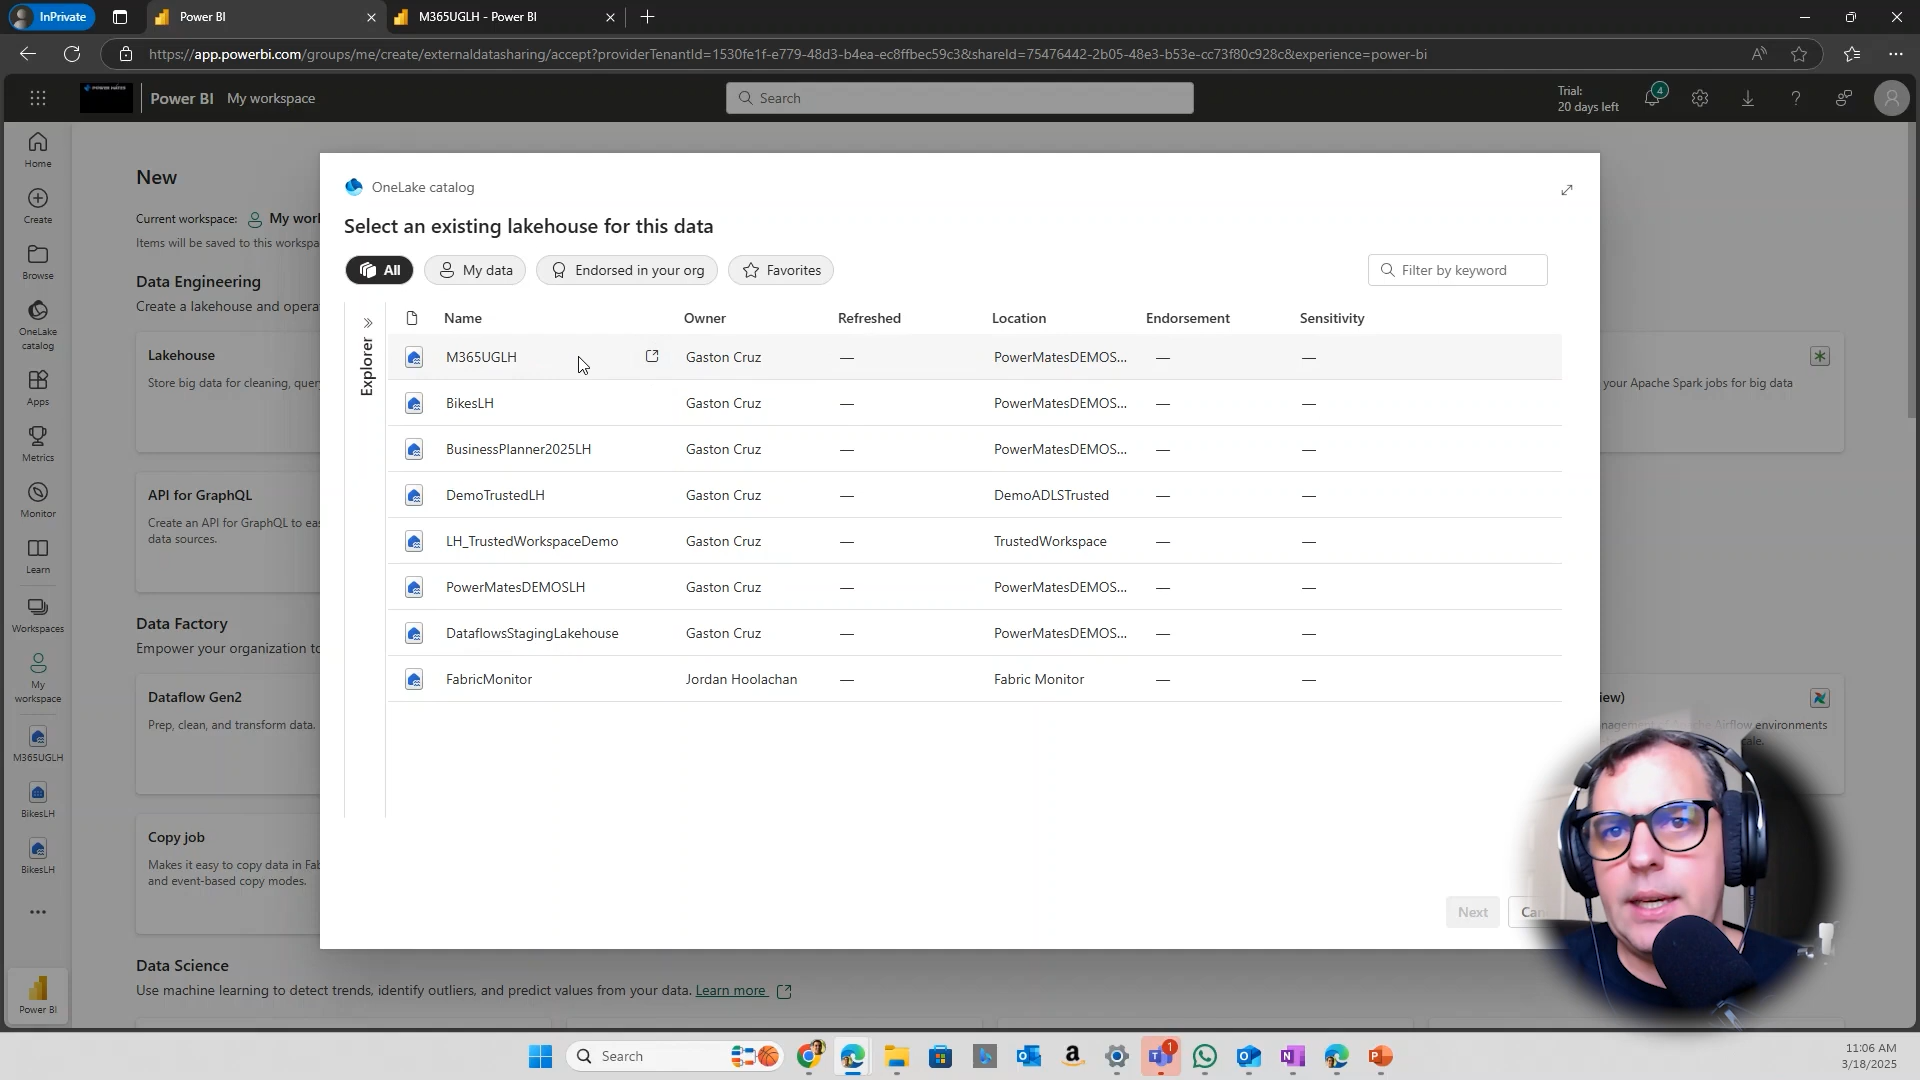 InPrivate
Power BI
M365UGLH - Power BI
https://app.powerbi.com/groups/me/create/externaldatasharing/accept?providerTenantId=1530fe1f-e779-48d3-b4ea-ec8ffbec59c3&shareId=75476442-2b05-48e3-b53e-cc73f80c928c&experience=power-bi
Power BI My workspace
Search
Trial:
20 days left
4
Home
Create
Browse
OneLake
catalog
Apps
Metrics
Monitor
Learn
Workspaces
My
workspace
M365UGLH
BikesLH
BikesLH
Power BI
New
Current workspace: My worl
Items will be saved to this workspa
Data Engineering
Create a lakehouse and opera
Lakehouse
Store big data for cleaning, quer
your Apache Spark jobs for big data
API for GraphQL
Create an API for GraphQL to eas
data sources.
Data Factory
Empower your organization to
Dataflow Gen2
Prep, clean, and transform data.
iew)
environments
Copy job
Makes it easy to copy data in Fab
and event-based copy modes.
Data Science
Use machine learning to detect trends, identify outliers, and predict values from your data. Learn more
OneLake catalog
Select an existing lakehouse for this data
All My data Endorsed in your org Favorites
Filter by keyword
Explorer
Name Owner Refreshed Location Endorsement Sensitivity
M365UGLH Gaston Cruz — PowerMatesDEMOS... — —
BikesLH Gaston Cruz — PowerMatesDEMOS... — —
BusinessPlanner2025LH Gaston Cruz — PowerMatesDEMOS... — —
DemoTrustedLH Gaston Cruz — DemoADLSTrusted — —
LH_TrustedWorkspaceDemo Gaston Cruz — TrustedWorkspace — —
PowerMatesDEMOSLH Gaston Cruz — PowerMatesDEMOS... — —
DataflowsStagingLakehouse Gaston Cruz — PowerMatesDEMOS... — —
FabricMonitor Jordan Hoolachan — Fabric Monitor — —
Next Can
Search
1
11:06 AM
3/18/2025